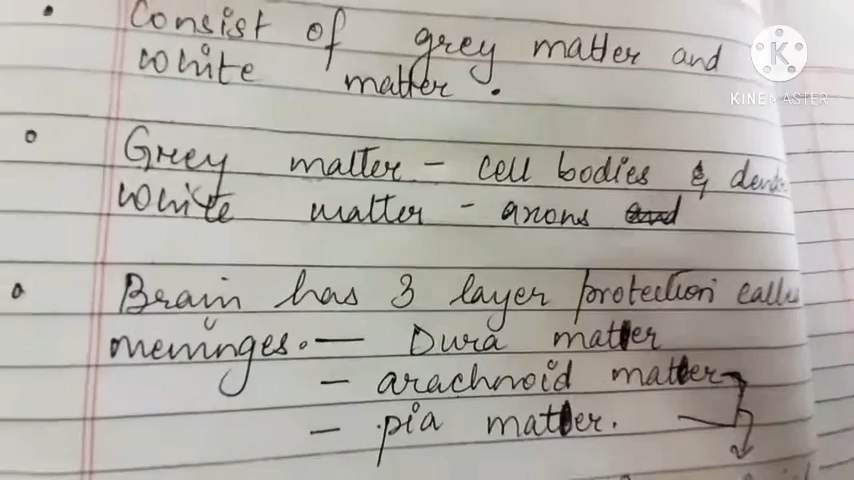 Consist of grey matter and
white matter.
KINEMASTER
Grey matter - cell bodies &
white matter - axons and
Brain has 3 layer protection
meninges. - Dura matter
- arachnoid matter
- pia matter.